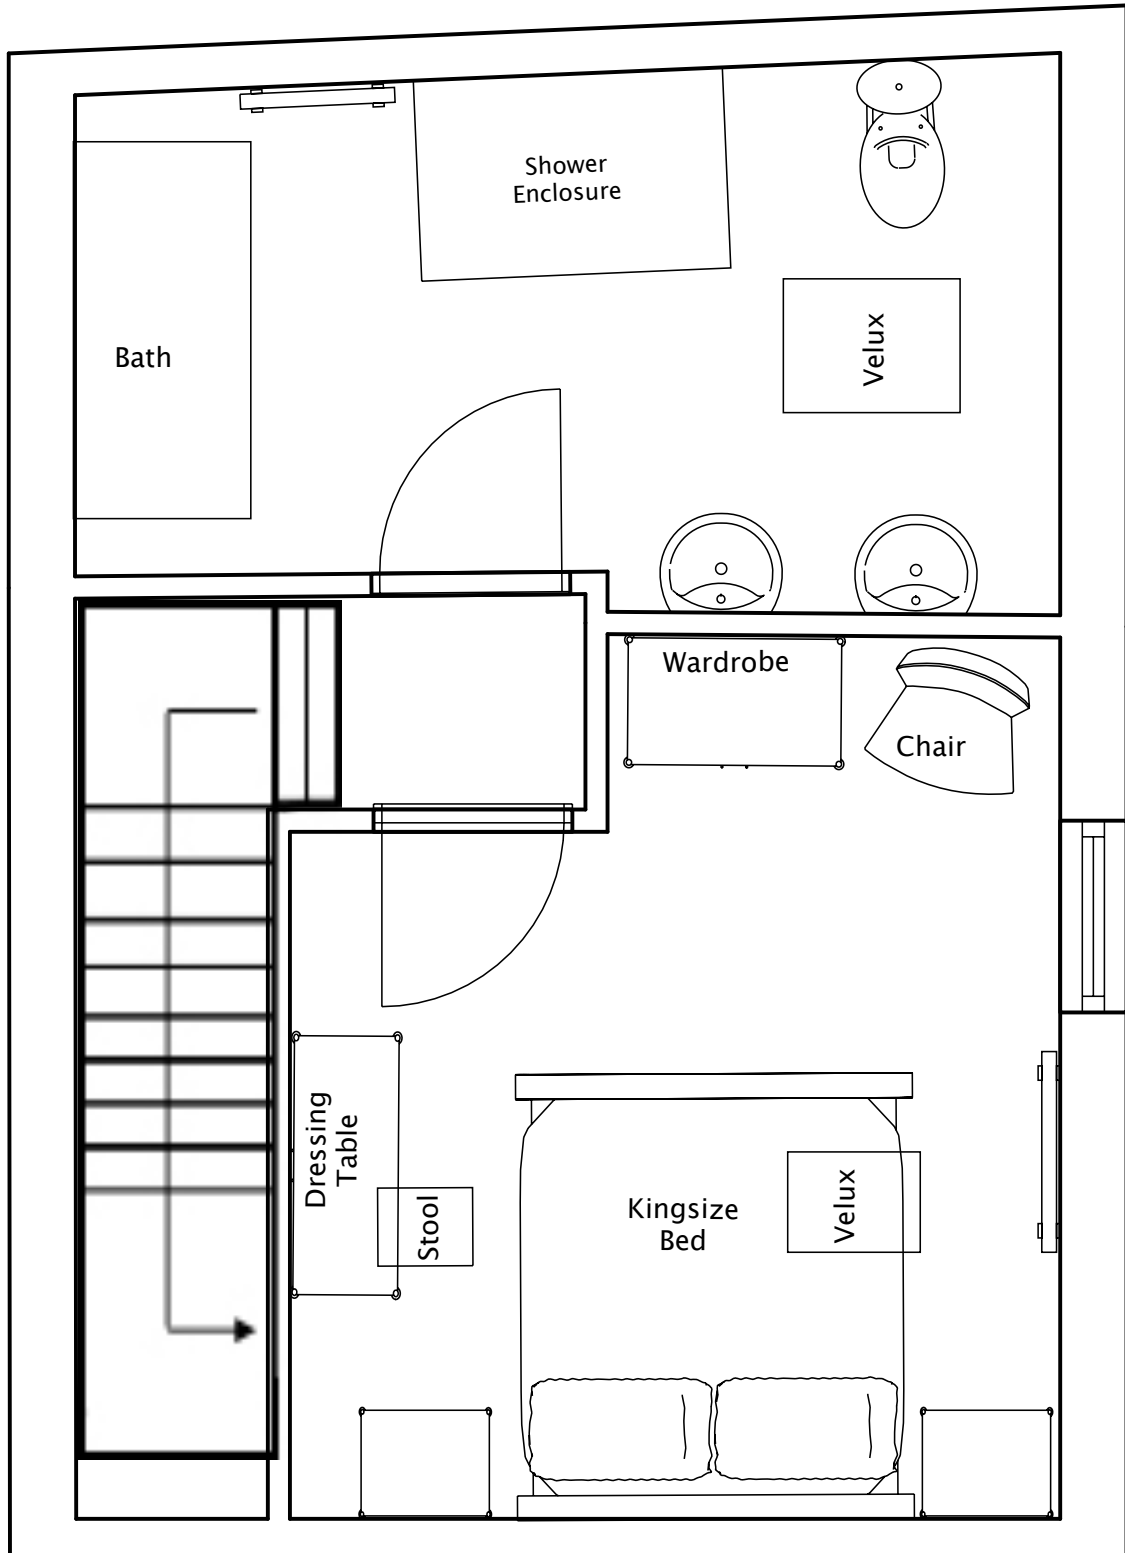 Shower
Enclosure
Bath
Velux
Wardrobe
Chair
Dressing
Table
Stool
Kingsize
Bed
Velux